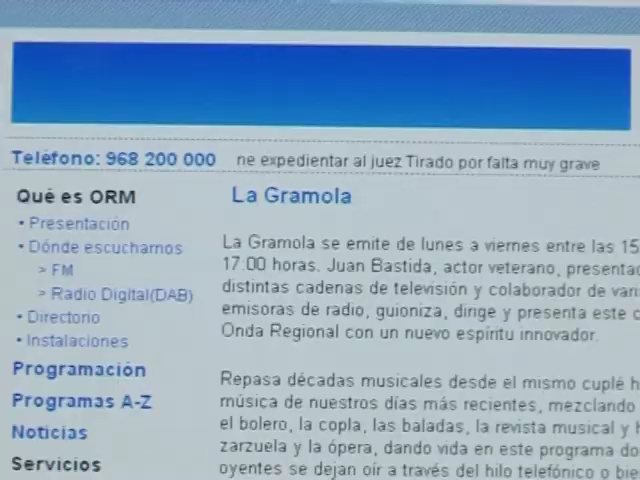 Teléfono: 968 200 000 ne expedientar al juez Tirado por falta muy grave
Qué es ORM
• Presentación
• Dónde escucharnos
> FM
> Radio Digital(DAB)
• Directorio
• Instalaciones
Programación
Programas A-Z
Noticias
Servicios
La Gramola
La Gramola se emite de lunes a viernes entre las 15
17.00 horas. Juan Bastida, actor veterano, presentad
distintas cadenas de televisión y colaborador de vari
emisoras de radio, guioniza, dirige y presenta este
Onda Regional con un nuevo espíritu innovador.
Repasa décadas musicales desde el mismo cuplé h
música de nuestros días más recientes, mezclando
el bolero, la copla, las baladas, la revista musical y
zarzuela y la ópera, dando vida en este programa do
oyentes se dejan oír a través del hilo telefónico o bie